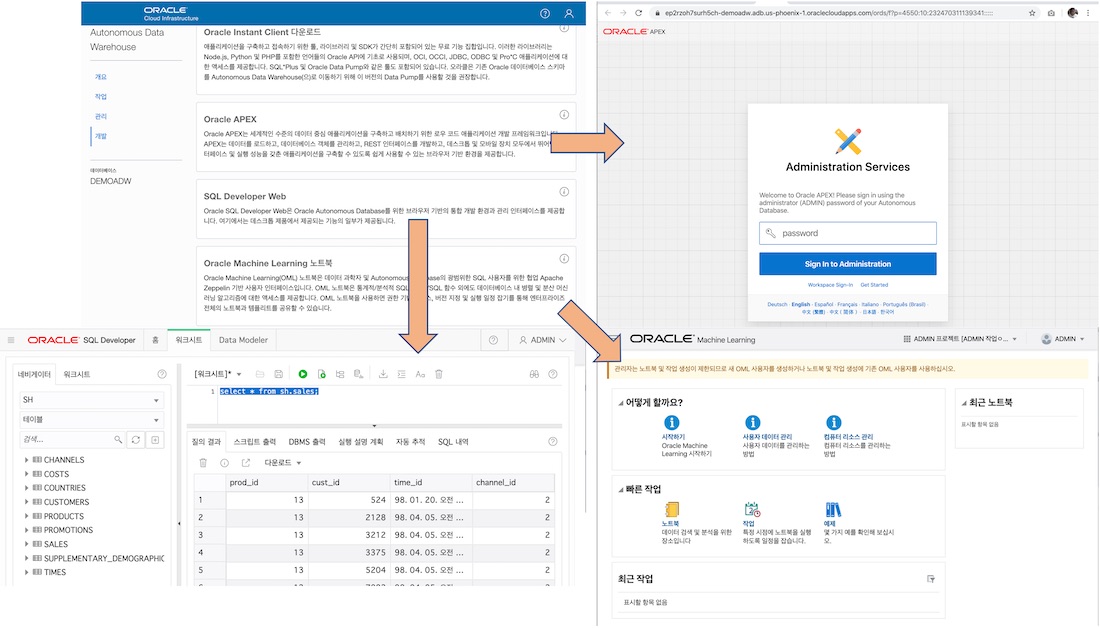 ORACLE
Cloud Infrastructure
Autonomous Data
Warehouse
개요
작업
관리
개발
데이터베이스
DEMOADW
Oracle Instant Client 다운로드
애플리케이션을 구축하고 접속하기 위한 툴, 라이브러리 및 SDK가 간단히 포함되어 있는 무료 기능 집합입니다. 이러한 라이브러리는
Node.js, Python 및 PHP를 포함한 언어들의 Oracle API에 기초로 사용되며, OCI, OCCI, JDBC, ODBC 및 Pro*C 애플리케이션에 대
한 액세스를 제공합니다. SQL*Plus 및 Oracle Data Pump와 같은 툴도 포함되어 있습니다. 오라클은 기존 Oracle 데이터베이스 스키마
를 Autonomous Data Warehouse(으)로 이동하기 위해 이 버전의 Data Pump를 사용할 것을 권장합니다.
Oracle APEX
Oracle APEX는 세계적인 수준의 데이터 중심 애플리케이션을 구축하고 배치하기 위한 로우 코드 애플리케이션 개발 프레임워크입니
APEX는 데이터를 로드하고, 데이터베이스 객체를 관리하고, REST 인터페이스를 개발하고, 데스크톱 및 모바일 장치 모두에서 뛰어
터페이스 및 실행 성능을 갖춘 애플리케이션을 구축할 수 있도록 쉽게 사용할 수 있는 브라우저 기반 환경을 제공합니다.
SQL Developer Web
Oracle SQL Developer Web은 Oracle Autonomous Database를 위한 브라우저 기반의 통합 개발 환경과 관리 인터페이스를 제공합
니다. 여기에서는 데스크톱 제품에서 제공되는 기능의 일부가 제공됩니다.
Oracle Machine Learning 노트북
Oracle Machine Learning(OML) 노트북은 데이터 과학자 및 Autonomous 베이스의 광범위한 SQL 사용자를 위한 협업 Apache
Zeppelin 기반 사용자 인터페이스입니다. OML 노트북은 통계적/분석적 SQL SQL 함수 외에도 데이터베이스 내 병렬 및 분산 머신
러닝 알고리즘에 대한 액세스를 제공합니다. OML 노트북을 사용하면 권한 기 스, 버전 지정 및 실행 일정 잡기를 통해 엔터프라이즈
전체의 노트북과 템플리트를 공유할 수 있습니다.
ep2rzoh7surh5ch-demoadw.adb.us-phoenix-1.oraclecloudapps.com/ords/f?p=4550:10:232470311139341:::::
ORACLE APEX
Administration Services
Welcome to Oracle APEX! Please sign in using the
administrator (ADMIN) password of your Autonomous
Database.
password
Sign In to Administration
Workspace Sign-In Get Started
Deutsch English Español Français Italiano Português (Brasil)
中文 (繁體) 中文 (简体) 日本語 한국어
ORACLE SQL Developer 홈 워크시트 Data Modeler ADMIN
네비게이터 워크시트
SH
테이블
검색...
CHANNELS
COSTS
COUNTRIES
CUSTOMERS
PRODUCTS
PROMOTIONS
SALES
SUPPLEMENTARY_DEMOGRAPHIC
TIMES
[워크시트]* Aa
1 select * from sh.sales;
질의 결과 스크립트 출력 DBMS 출력 실행 설명 계획 자동 추적 SQL 내역
다운로드
prod_id cust_id time_id channel_id
1 13 524 98. 01. 20. 오전 ... 2
2 13 2128 98. 04. 05. 오전 ... 2
3 13 3212 98. 04. 05. 오전 ... 2
4 13 3375 98. 04. 05. 오전 ... 2
5 13 5204 98. 04. 05. 오전 ... 2
ORACLE Machine Learning ADMIN 프로젝트 [ADMIN 작업ㅇ... ADMIN
관리자는 노트북 및 작업 생성이 제한되므로 새 OML 사용자를 생성하거나 노트북 및 작업 생성에 기존 OML 사용자를 사용하십시오.
어떻게 할까요?
시작하기
Oracle Machine
Learning 시작하기
사용자 데이터 관리
사용자 데이터를 관리하는
방법
컴퓨터 리소스 관리
컴퓨터 리소스를 관리하는
방법
최근 노트북
표시할 항목 없음
빠른 작업
노트북
데이터 검색 및 분석을 위한
장소입니다
작업
특정 시점에 노트북을 실행
하도록 일정을 잡습니다.
예제
몇 가지 예를 확인해 보십시
오.
최근 작업
표시할 항목 없음